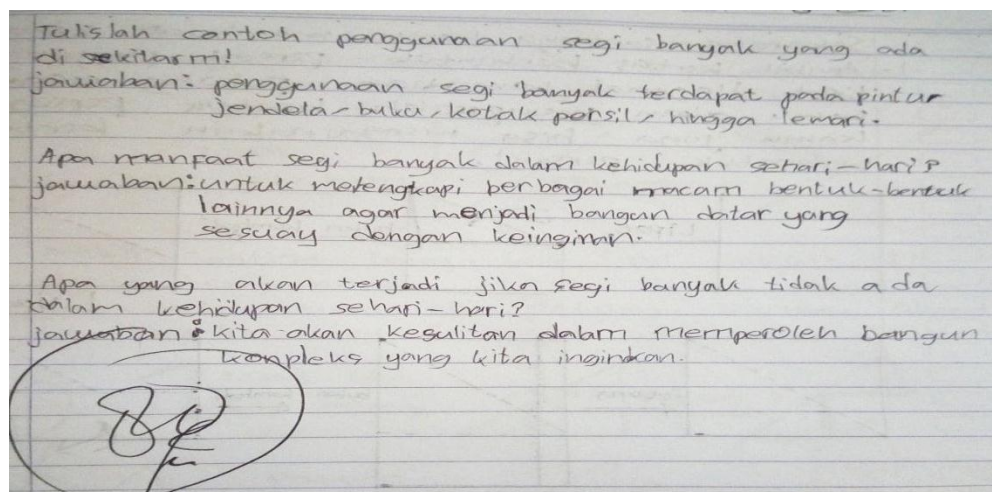 Tulislah contoh penggunaan segi banyak yang ada
di sekitarmi!
jawaban: penggunaan segi banyak terdapat pada pintu,
jendela, buku, kotak pensil, hingga lemari.
Apa manfaat segi banyak dalam kehidupan sehari-hari?
jawaban: untuk melengkapi berbagai macam bentuk-bentuk
lainnya agar menjadi bangun datar yang
sesuay dengan keinginan.
Apa yang akan terjadi jika segi banyak tidak ada
dalam kehidupan sehari-hari?
jawaban: kita akan kesulitan dalam memperoleh bangun
konpleks yang kita inginkan.